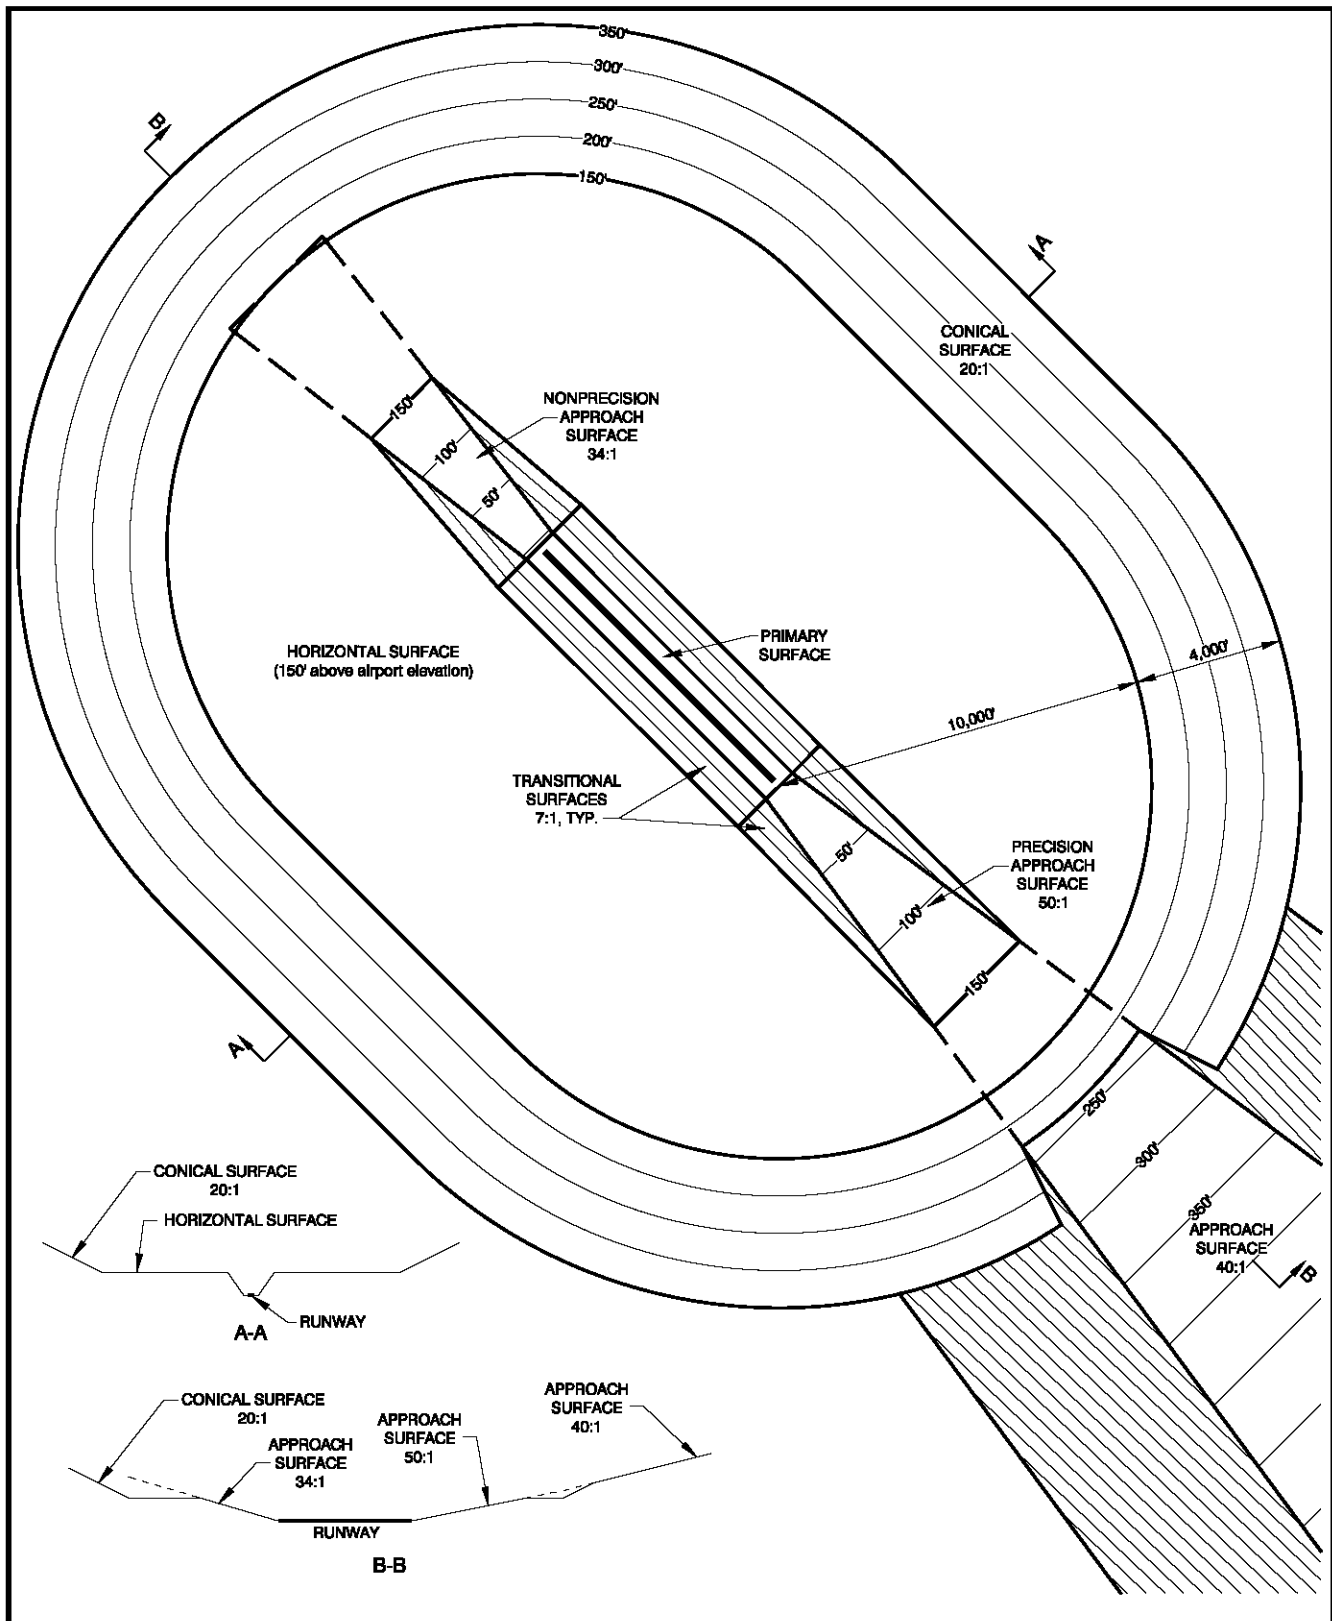 350'
300'
250'
200'
150'
B
A
CONICAL
SURFACE
20:1
NONPRECISION
APPROACH
SURFACE
34:1
150'
100'
50'
HORIZONTAL SURFACE
(150' above airport elevation)
PRIMARY
SURFACE
4,000'
10,000'
TRANSITIONAL
SURFACES
7:1, TYP.
50'
100'
150'
PRECISION
APPROACH
SURFACE
50:1
A
250'
300'
350'
APPROACH
SURFACE
40:1
B
CONICAL SURFACE
20:1
HORIZONTAL SURFACE
RUNWAY
A-A
CONICAL SURFACE
20:1
APPROACH
SURFACE
34:1
APPROACH
SURFACE
50:1
APPROACH
SURFACE
40:1
RUNWAY
B-B